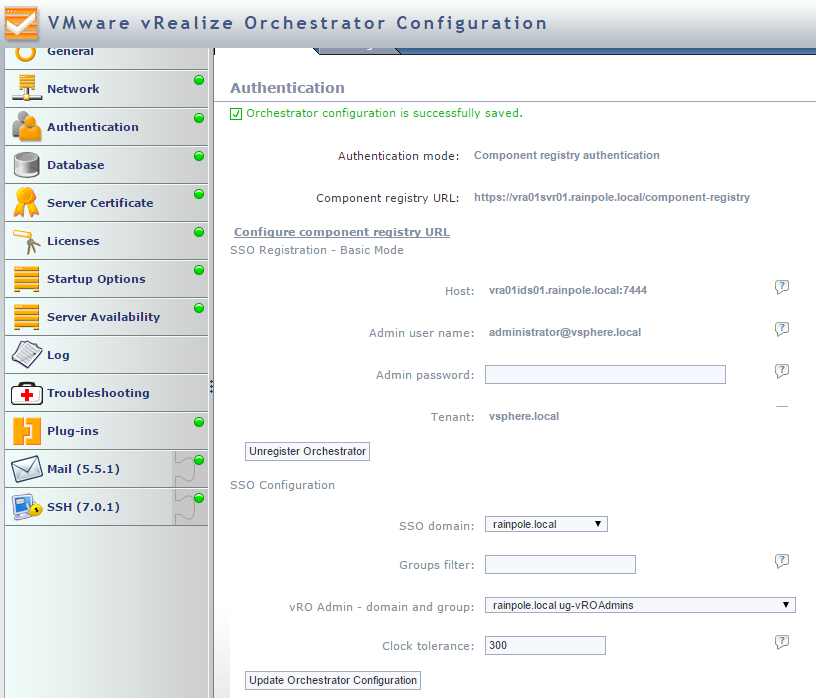 VMware vRealize Orchestrator Configuration
General
Network
Authentication
Database
Server Certificate
Licenses
Startup Options
Server Availability
Log
Troubleshooting
Plug-ins
Mail (5.5.1)
SSH (7.0.1)
Authentication
Orchestrator configuration is successfully saved.
Authentication mode: Component registry authentication
Component registry URL: https://vra01svr01.rainpole.local/component-registry
Configure component registry URL
SSO Registration - Basic Mode
Host: vra01ids01.rainpole.local:7444 ?
Admin user name: administrator@vsphere.local ?
Admin password: ?
Tenant: vsphere.local
Unregister Orchestrator
SSO Configuration
SSO domain: rainpole.local
Groups filter: ?
vRO Admin - domain and group: rainpole.local ug-vROAdmins
Clock tolerance: 300 ?
Update Orchestrator Configuration